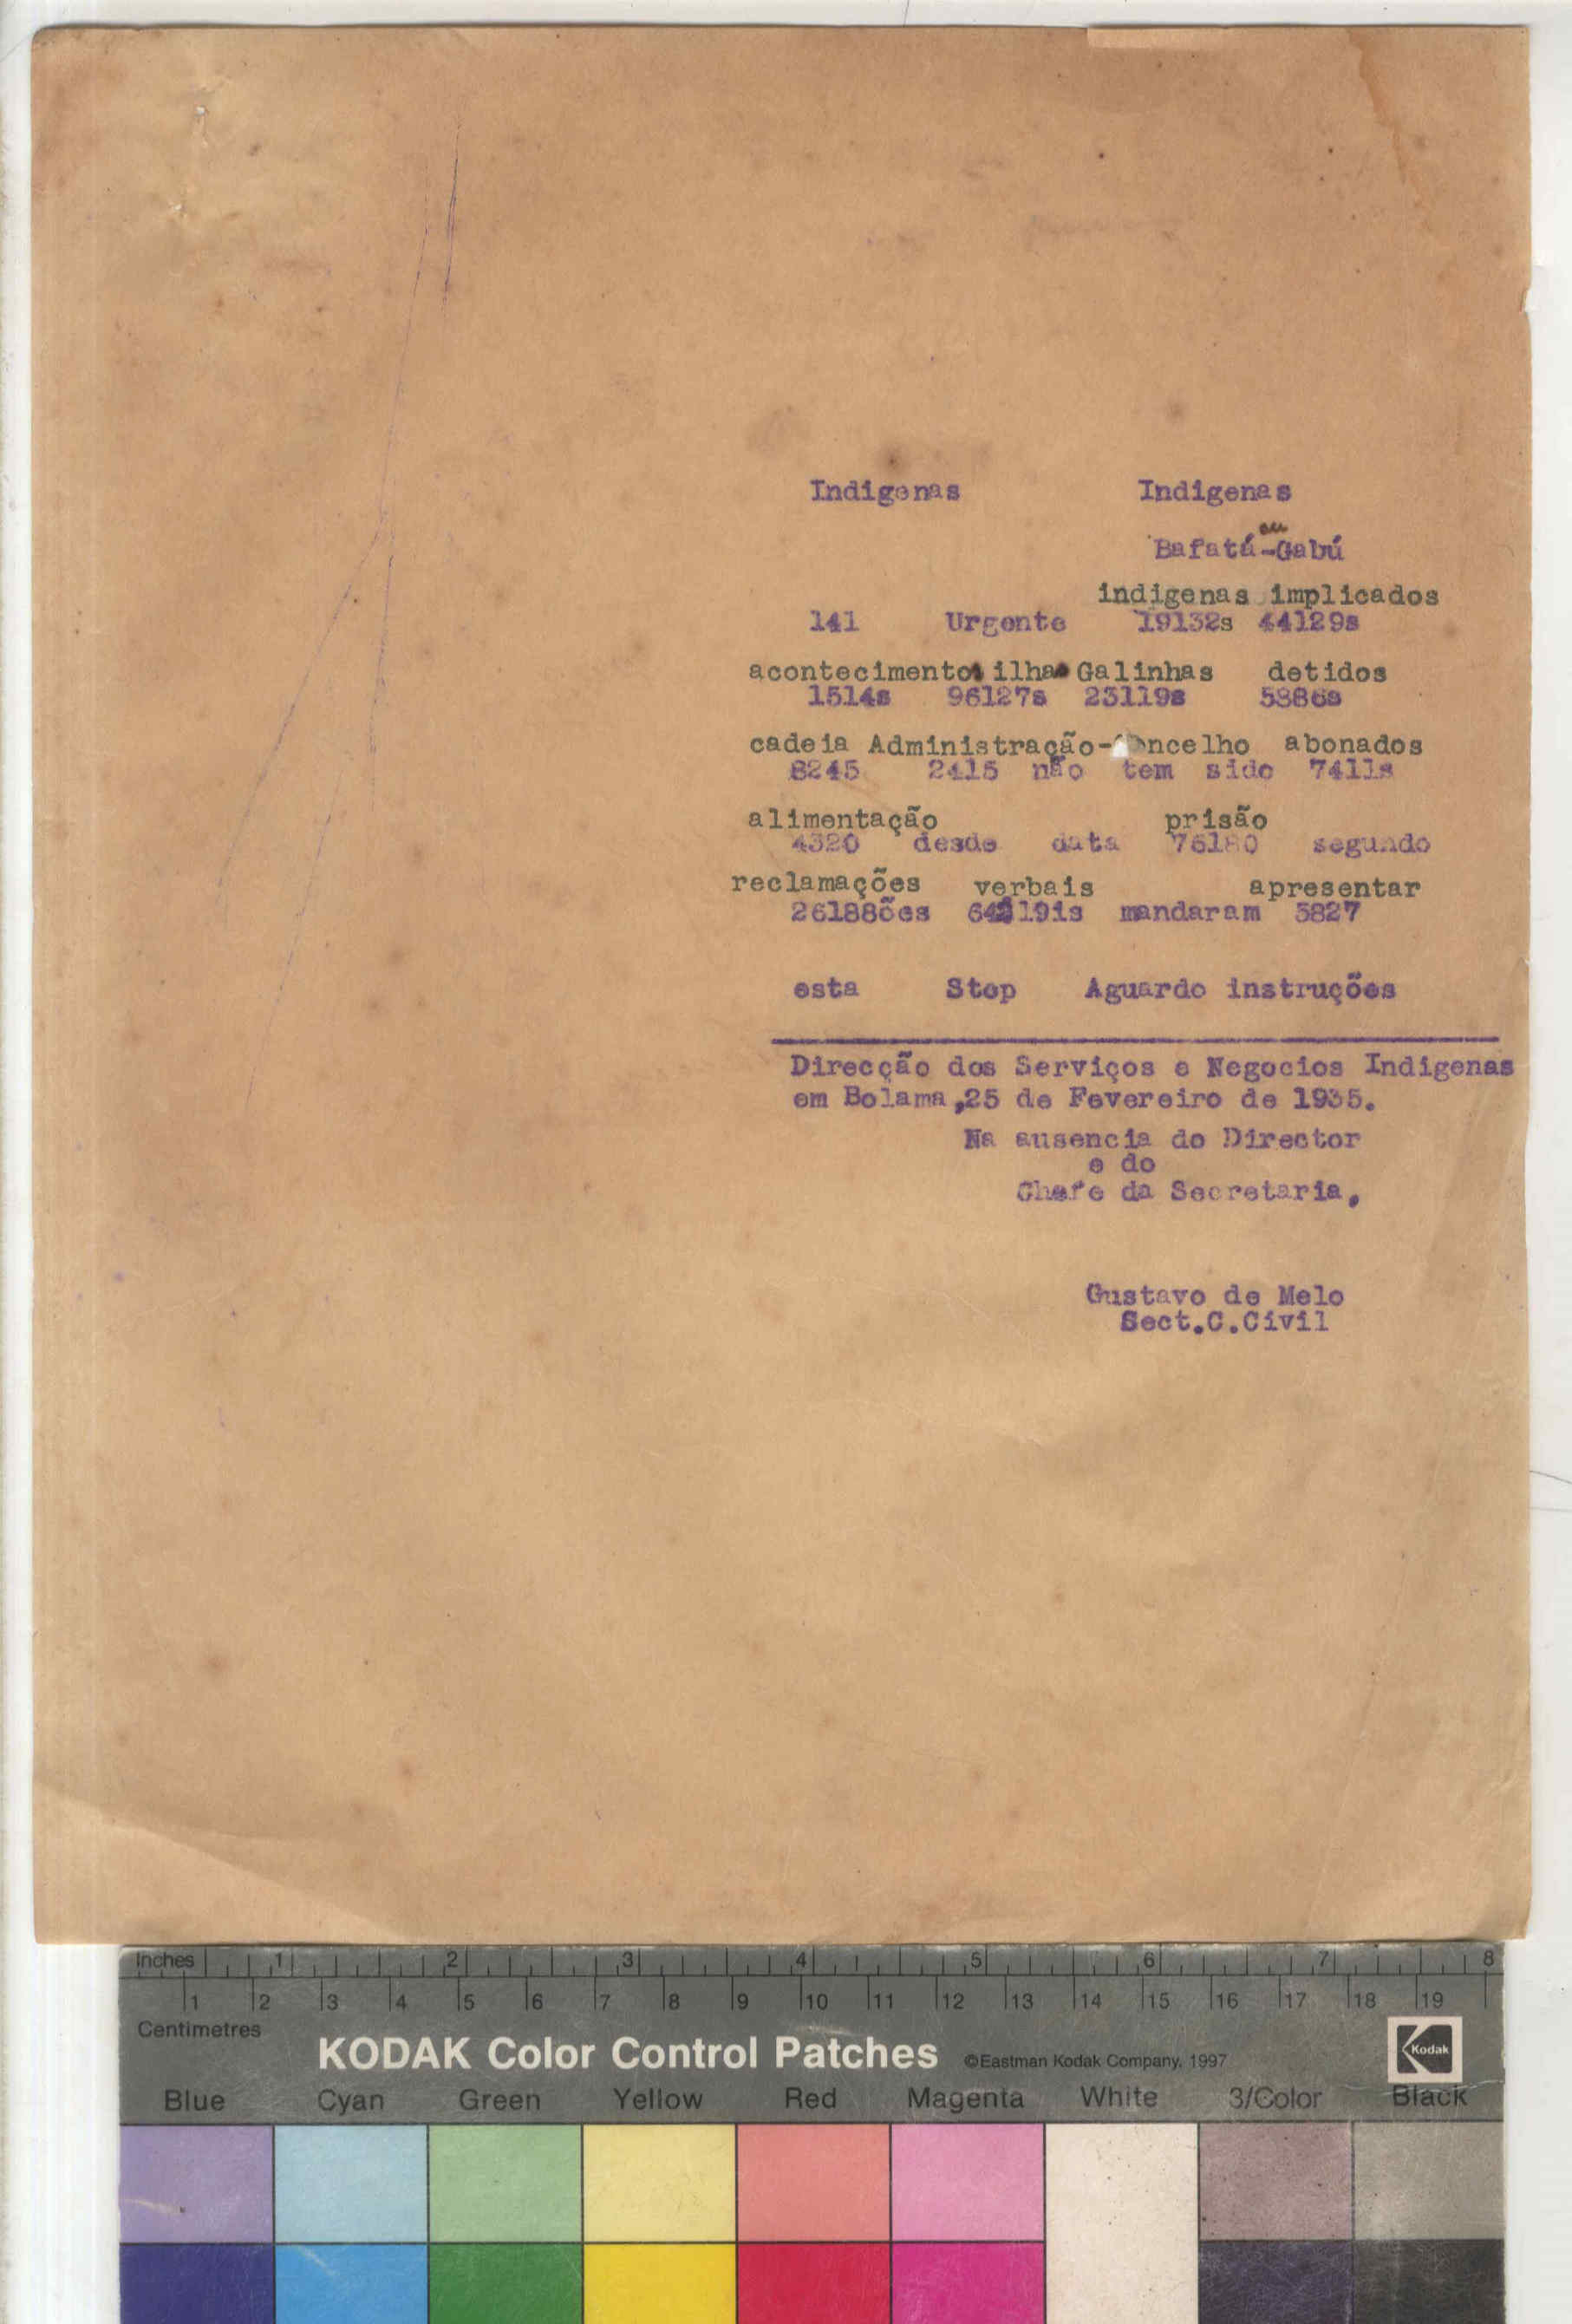 Indigenas Indigenas
au
Bafatá-Gabú
indigenas implicados
141 Urgente 19132s 44129s
acontecimentos ilhas Galinhas detidos
1514s 96127s 23119s 5886s
cadeia Administração- abonados
8245 2415 não tem sido 7411s
alimentação prisão
4320 desde data 76180 segundo
reclamações verbais apresentar
26188ões mandaram 5827
esta Stop Aguardo instruções
Direcção dos Serviços e Negocios Indigenas
em Bolama,25 de Fevereiro de 1935.
Na ausencia do Director
e do
Chefe da Secretaria,
Gustavo de Melo
Sect.C.Civil
Inches 1 2 3 4 5 6 7 8
1 2 3 4 5 6 7 8 9 10 11 12 13 14 15 16 17 18 19
Centimetres
KODAK Color Control Patches ©Eastman Kodak Company, 1997 Kodak
Blue Cyan Green Yellow Red Magenta White 3/Color Black